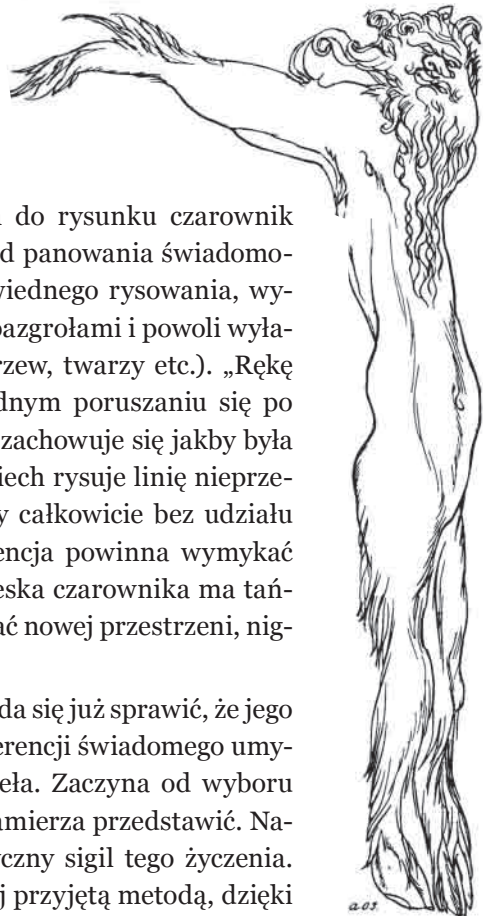 do rysunku czarownik
d panowania świadomo-
wiednego rysowania, wy-
bazgrołami i powoli wyła-
rzew, twarzy etc.). „Rękę
dnym poruszaniu się po
zachowuje się jakby była
iech rysuje linię nieprze-
y całkowicie bez udziału
encja powinna wymykać
eska czarownika ma tań-
ać nowej przestrzeni, nig-
da się już sprawić, że jego
erencji świadomego umy-
eła. Zaczyna od wyboru
amierza przedstawić. Na-
yczny sigil tego życzenia.
j przyjętą metodą, dzięki